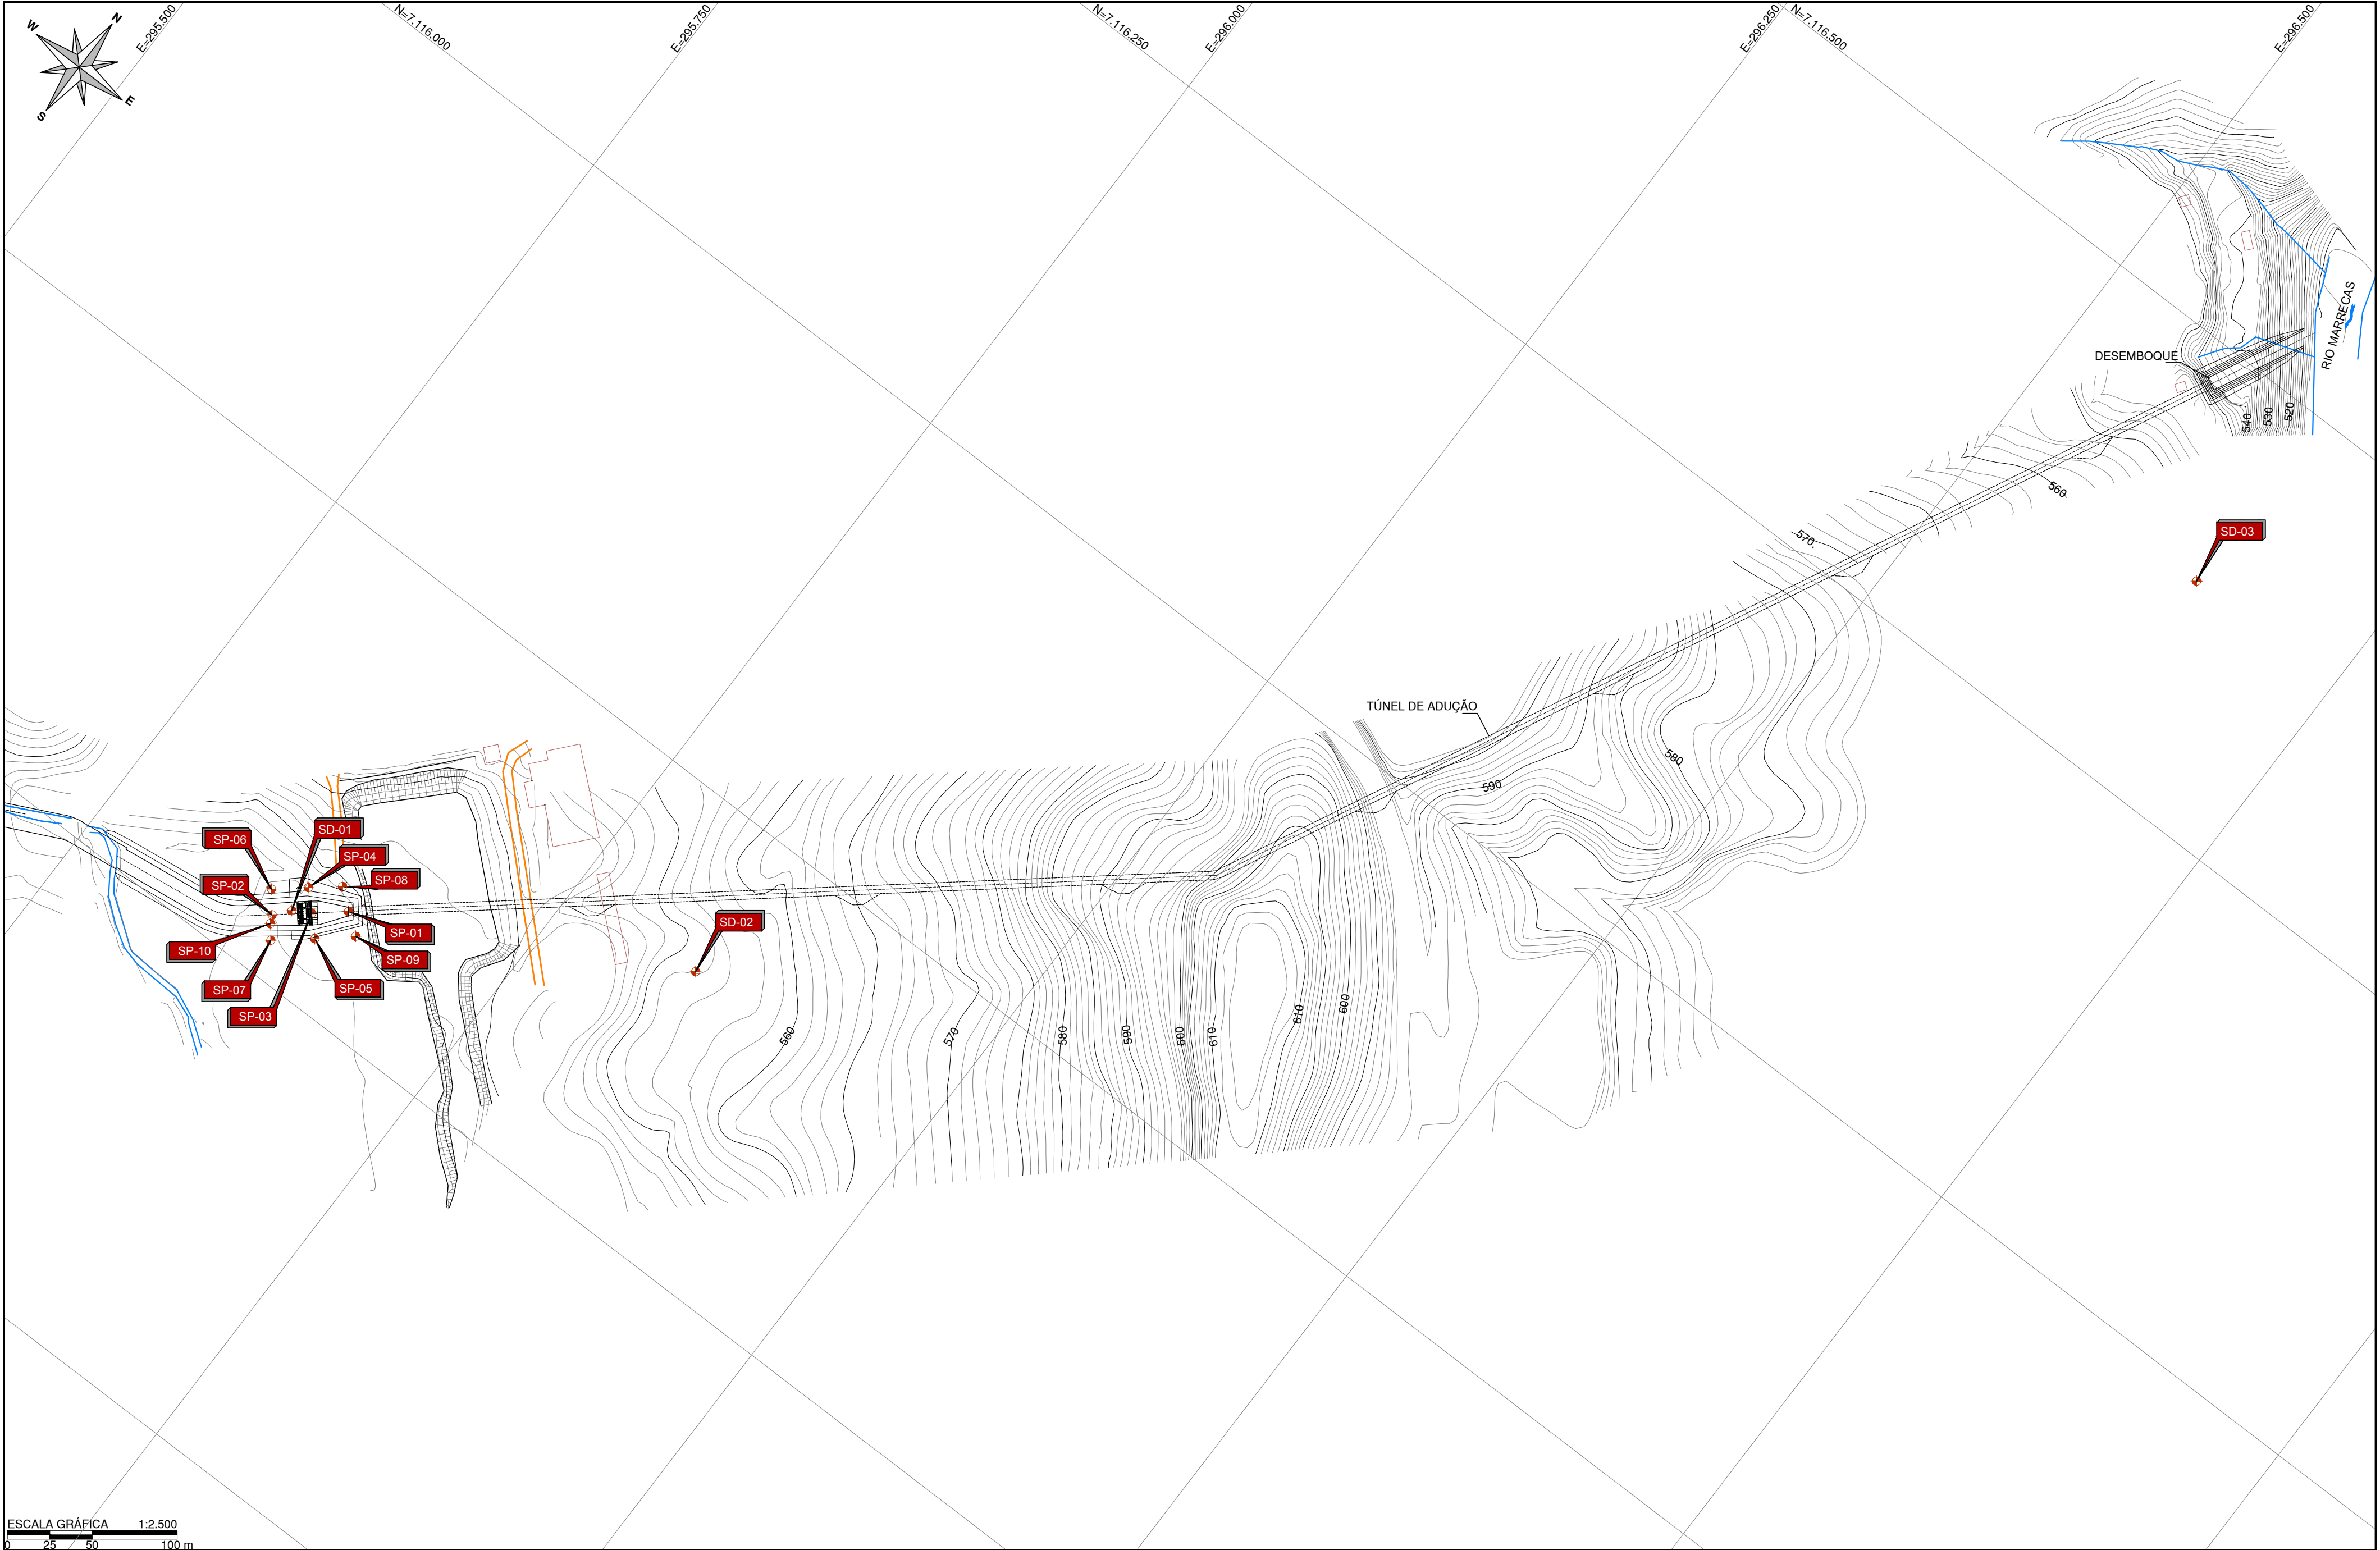 N
W
E
S
E=295.500
N=7.116.000
E=295.750
N=7.116.250
E=296.000
E=296.250
N=7.116.500
E=296.500
RIO MARRECAS
DESEMBOQUE
540
530
520
560
SD-03
570
TÚNEL DE ADUÇÃO
580
590
SD-01
SP-06
SP-04
SP-08
SP-02
SD-02
SP-01
SP-10
SP-09
SP-07
SP-05
SP-03
560
570
580
590
600
610
610
600
ESCALA GRÁFICA 1:2.500
0 25 50 100 m